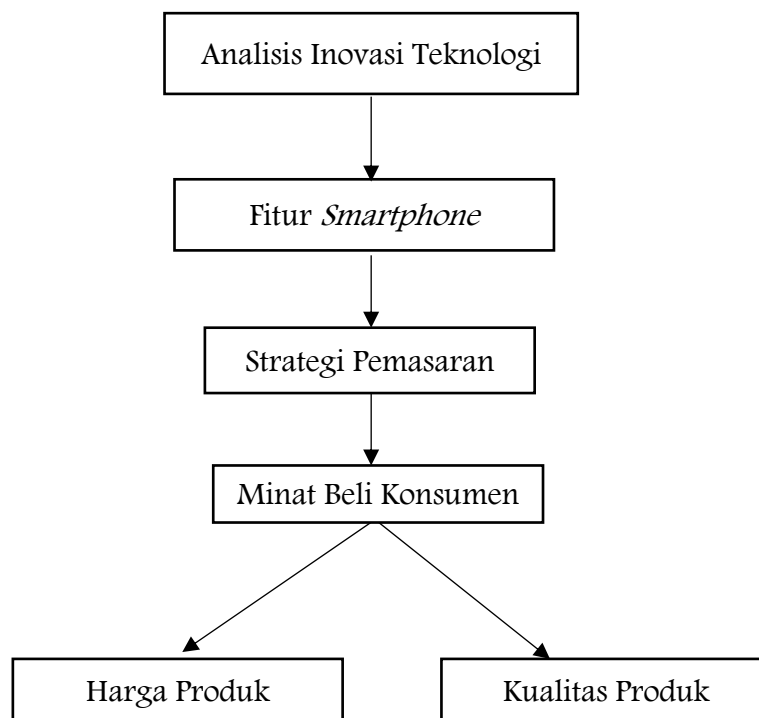 Analisis Inovasi Teknologi
Fitur Smartphone
Strategi Pemasaran
Minat Beli Konsumen
Harga Produk
Kualitas Produk